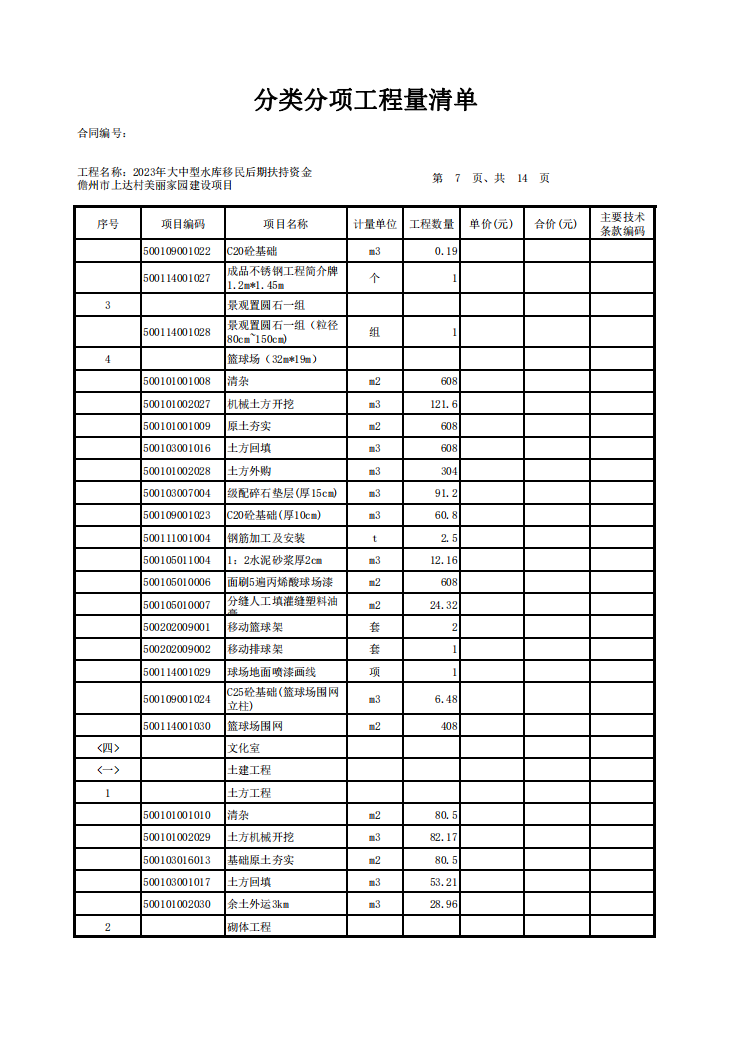 分类分项工程量清单
合同编号：
工程名称：2023年大中型水库移民后期扶持资金
儋州市上达村美丽家园建设项目
第 7 页、共 14 页
序号 项目编码 项目名称 计量单位 工程数量 单价(元) 合价(元) 主要技术
条款编码
500109001022 C20砼基础 m3 0.19
500114001027 成品不锈钢工程简介牌
1.2m*1.45m 个 1
3 景观置圆石一组
500114001028 景观置圆石一组（粒径
80cm~150cm) 组 1
4 篮球场（32m*19m）
500101001008 清杂 m2 608
500101002027 机械土方开挖 m3 121.6
500101001009 原土夯实 m2 608
500103001016 土方回填 m3 608
500101002028 土方外购 m3 304
500103007004 级配碎石垫层(厚15cm) m3 91.2
500109001023 C20砼基础(厚10cm) m3 60.8
500111001004 钢筋加工及安装 t 2.5
500105011004 1：2水泥砂浆厚2cm m3 12.16
500105010006 面刷5遍丙烯酸球场漆 m2 608
500105010007 分缝人工填灌缝塑料油
膏 m2 24.32
500202009001 移动篮球架 套 2
500202009002 移动排球架 套 1
500114001029 球场地面喷漆画线 项 1
500109001024 C25砼基础(篮球场围网
立柱) m3 6.48
500114001030 篮球场围网 m2 408
<四> 文化室
<一> 土建工程
1 土方工程
500101001010 清杂 m2 80.5
500101002029 土方机械开挖 m3 82.17
500103016013 基础原土夯实 m2 80.5
500103001017 土方回填 m3 53.21
500101002030 余土外运3km m3 28.96
2 砌体工程